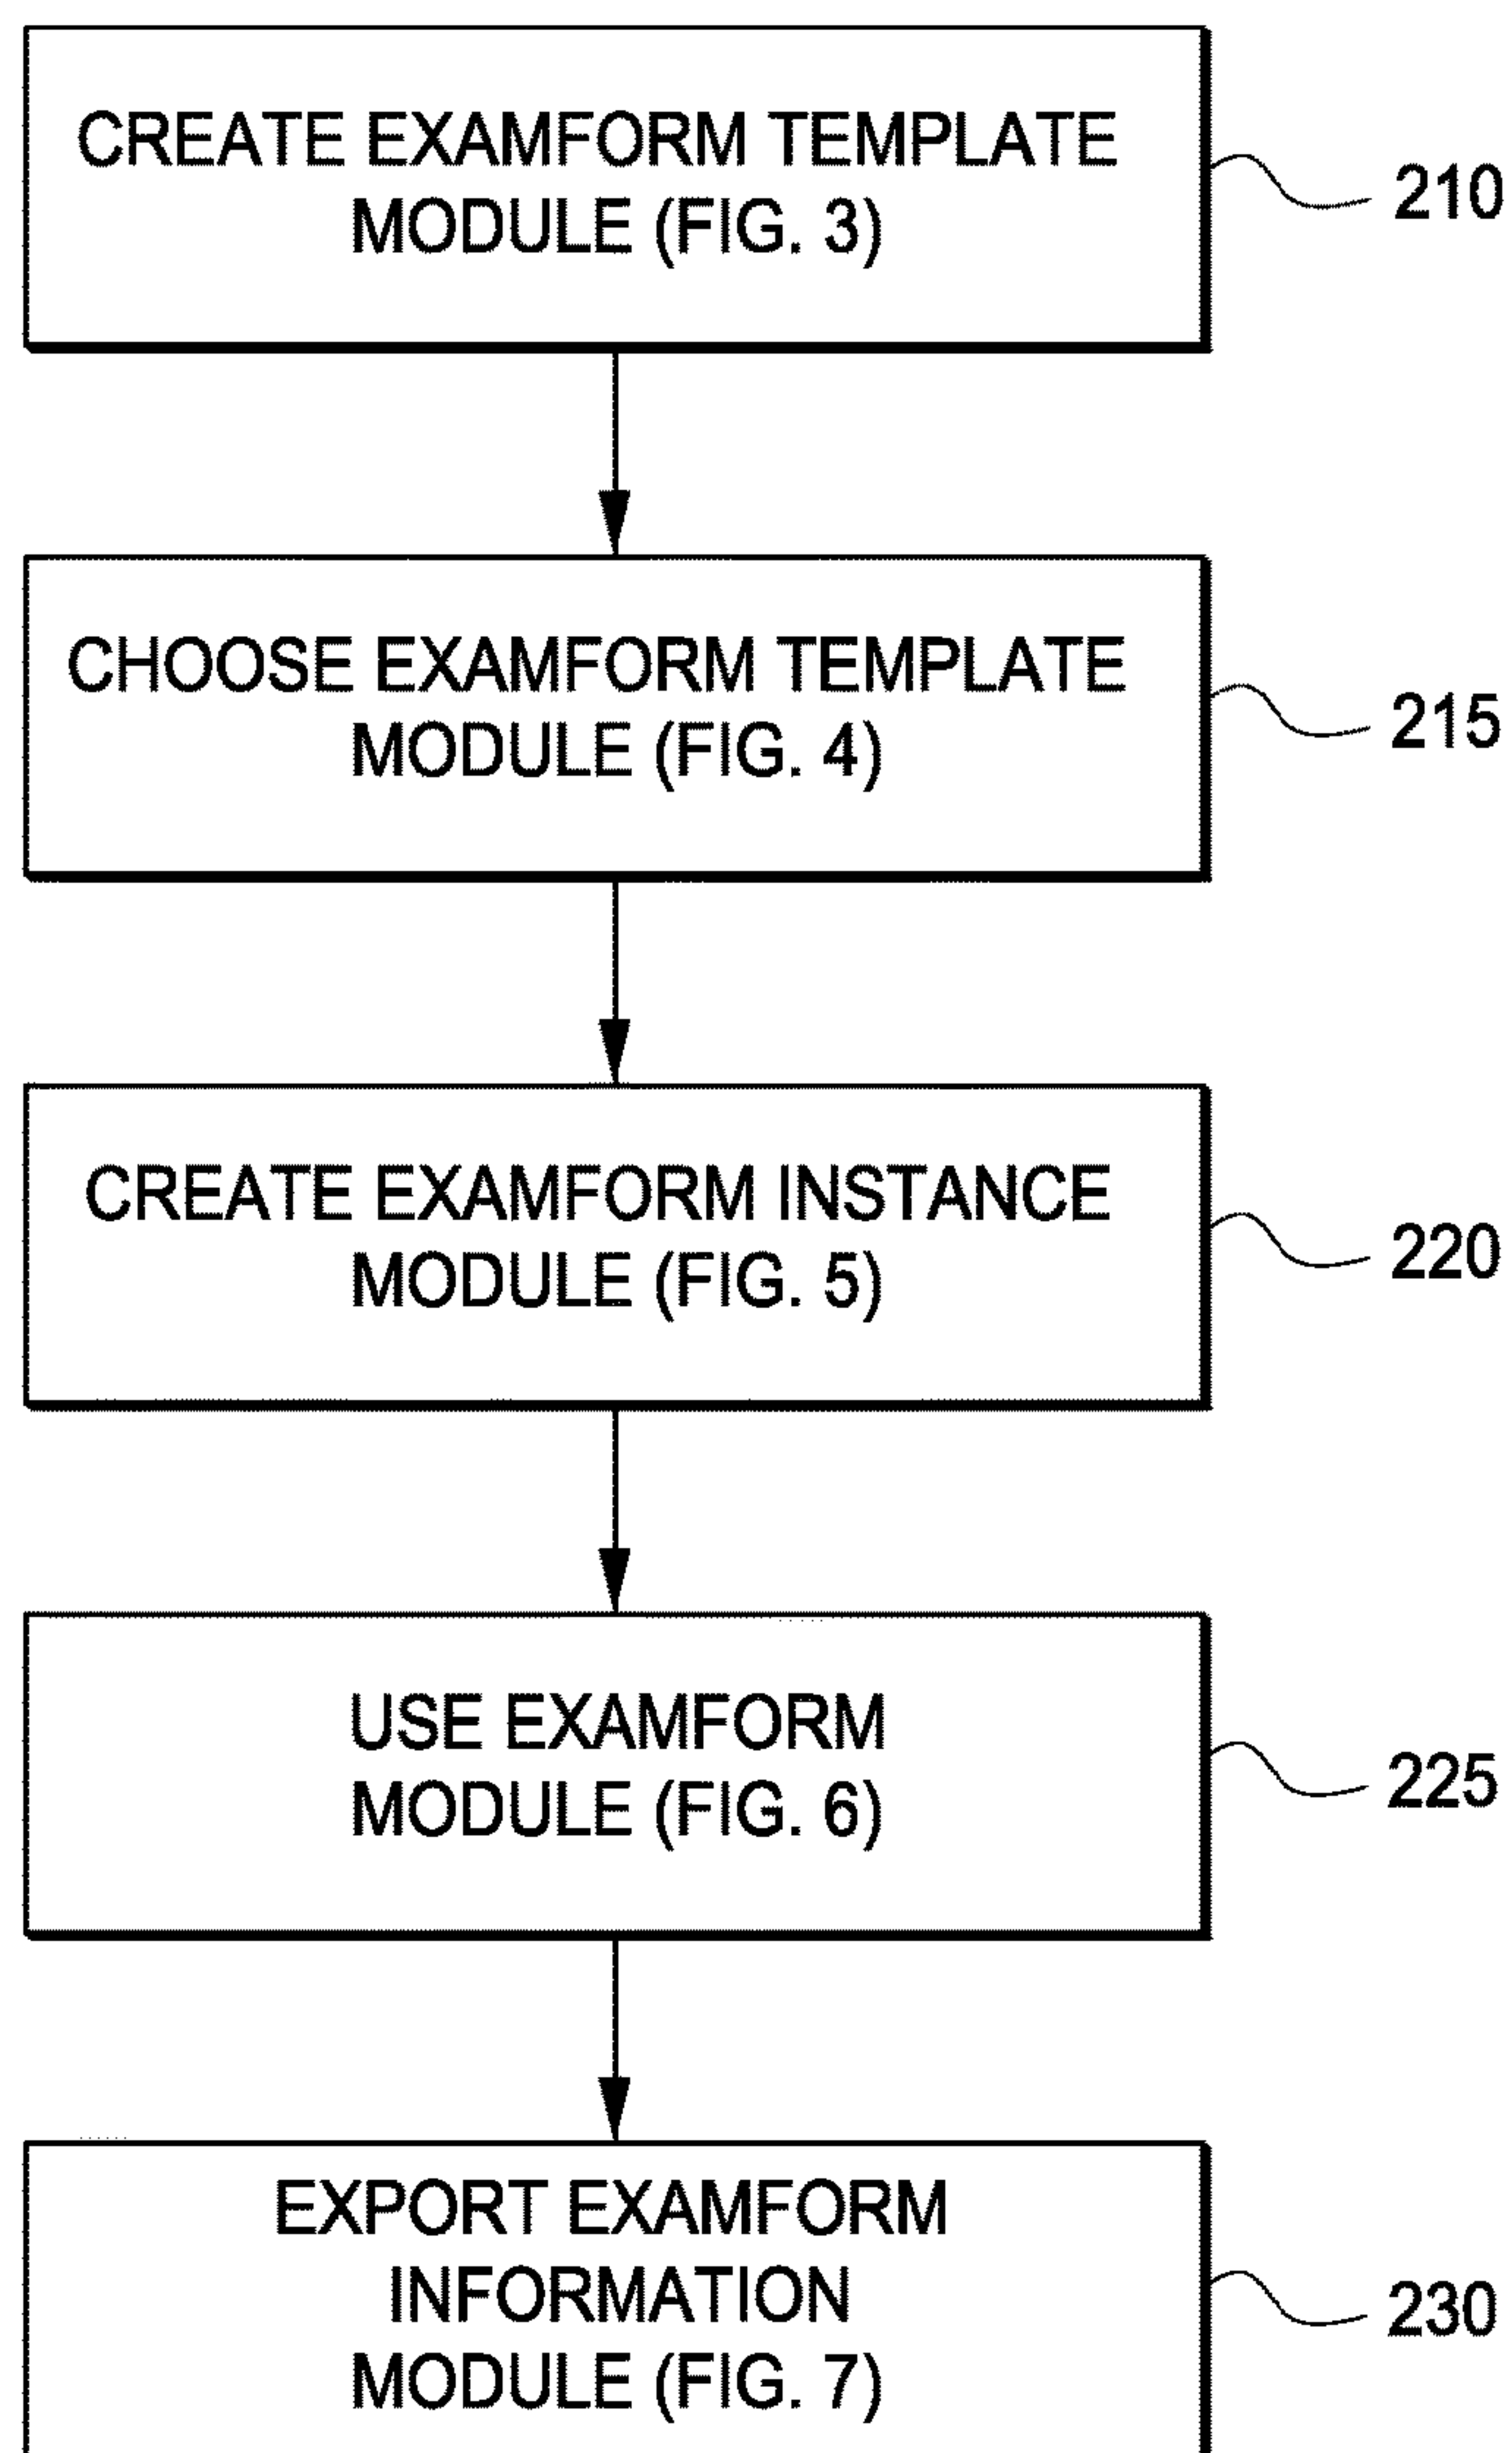 CREATE EXAMFORM TEMPLATE
MODULE (FIG. 3)
210
CHOOSE EXAMFORM TEMPLATE
MODULE (FIG. 4)
215
CREATE EXAMFORM INSTANCE
MODULE (FIG. 5)
220
USE EXAMFORM
MODULE (FIG. 6)
225
EXPORT EXAMFORM
INFORMATION
MODULE (FIG. 7)
230